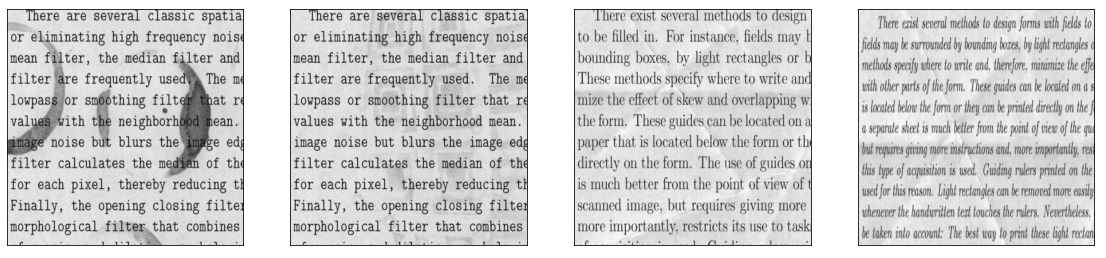 There are several classic spatia
or eliminating high frequency noise
mean filter, the median filter and
filter are frequently used. The me
lowpass or smoothing filter that re
values with the neighborhood mean.
image noise but blurs the image edg
filter calculates the median of the
for each pixel, thereby reducing th
Finally, the opening closing filter
morphological filter that combines
There are several classic spatia
or eliminating high frequency noise
mean filter, the median filter and
filter are frequently used. The me
lowpass or smoothing filter that re
values with the neighborhood mean.
image noise but blurs the image edg
filter calculates the median of the
for each pixel, thereby reducing th
Finally, the opening closing filter
morphological filter that combines
There exist several methods to design
to be filled in. For instance, fields may b
bounding boxes, by light rectangles or b
These methods specify where to write and
mize the effect of skew and overlapping w
the form. These guides can be located on a
paper that is located below the form or the
directly on the form. The use of guides on
is much better from the point of view of t
scanned image, but requires giving more
more importantly, restricts its use to task
There exist several methods to design forms with fields to
fields may be surrounded by bounding boxes, by light rectangles o
methods specify where to write and, therefore, minimize the effe
with other parts of the form. These guides can be located on a s
is located below the form or they can be printed directly on the f
a separate sheet is much better from the point of view of the qua
but requires giving more instructions and, more importantly, rest
this type of acquisition is used. Guiding rulers printed on the
used for this reason. Light rectangles can be removed more easily
whenever the handwritten text touches the rulers. Nevertheless,
be taken into account: The best way to print these light rectan